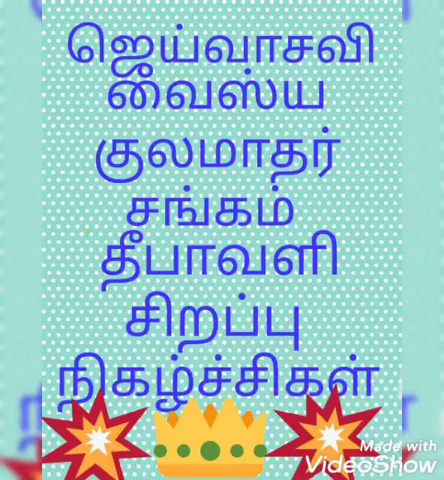 ஜெய்வாசவி
வைஸ்ய
குலமாதர்
சங்கம்
தீபாவளி
சிறப்பு
நிகழ்ச்சிகள்
Made with
VideoShow